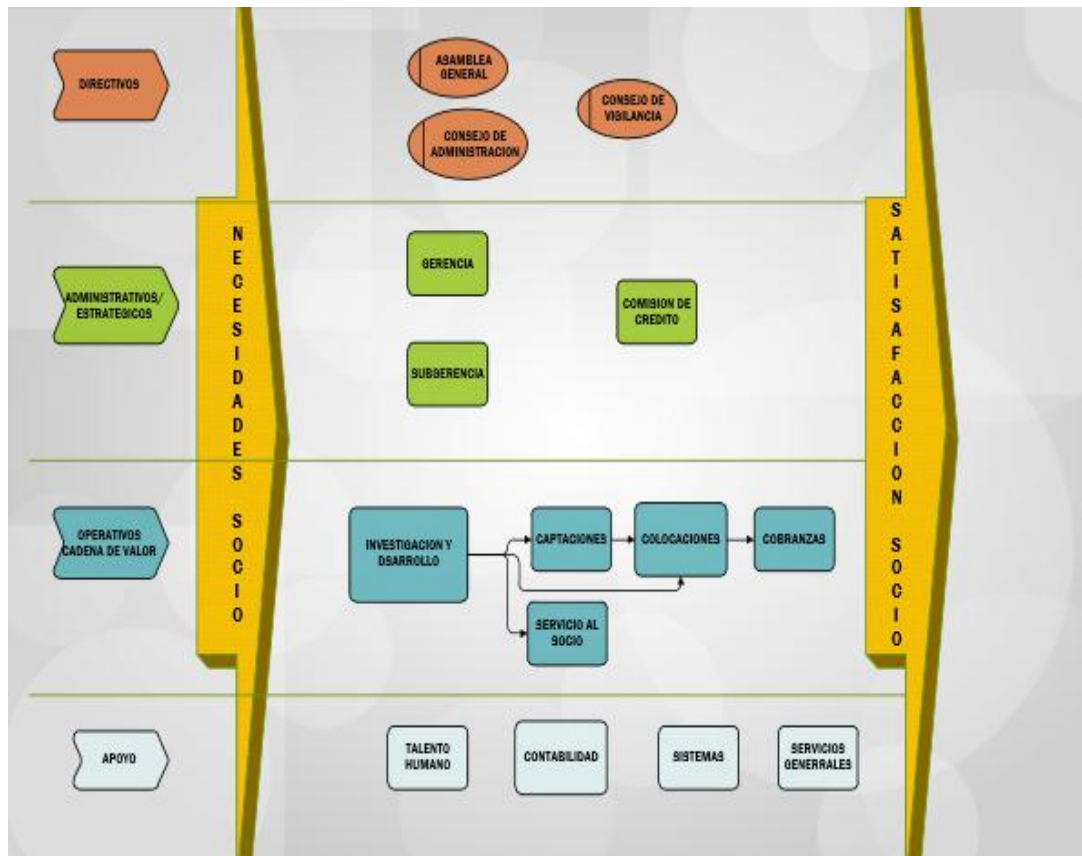 DIRECTIVOS
ASAMBLEA
GENERAL
CONSEJO DE
VIGILANCIA
CONSEJO DE
ADMINISTRACION
NECESIDADES SOCIO
SATISAFACCION SOCIO
ADMINISTRATIVOS/
ESTRATEGICOS
GERENCIA
COMISION DE
CREDITO
SUBGERENCIA
OPERATIVOS
CADENA DE VALOR
INVESTIGACION Y
DSARROLLO
CAPTACIONES
COLOCACIONES
COBRANZAS
SERVICIO AL
SOCIO
APOYO
TALENTO
HUMANO
CONTABILIDAD
SISTEMAS
SERVICIOS
GENERRALES